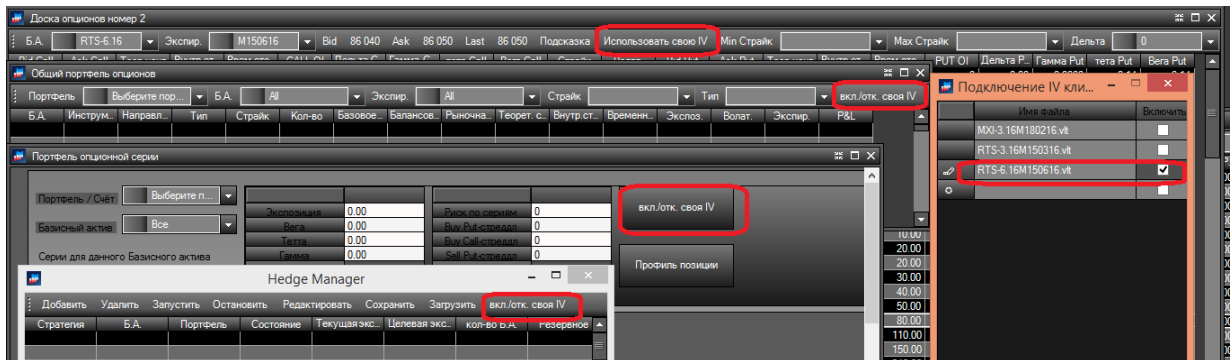 Доска опционов номер 2
Б.А. RTS-6.16 Экспир. M150616 Bid 86 040 Ask 86 050 Last 86 050 Подсказка Использовать свою IV Min Страйк Max Страйк Дельта 0
PUT OI Дельта P... Гамма Put тета Put Вега Put
Общий портфель опционов
Портфель Выберите пор... Б.А. All Экспир. All Страйк Тип вкл./отк. своя IV
Б.А. Инструм... Направл... Тип Страйк Кол-во Базовое... Балансов... Рыночна... Теорет. с... Внутр.ст... Временн... Экспоз. Волат. Экспир. P&L
Подключение IV кли...
Имя файла Включить
MXI-3.16M180216.vlt
RTS-3.16M150316.vlt
RTS-6.16M150616.vlt
Портфель опционной серии
Портфель / Счёт Выберите п...
Базисный актив Все
Серии для данного Базисного актива
Экспозиция 0.00
Вега 0.00
Тетта 0.00
Гамма 0.00
Риск по сериям 0
Buy Put-стреддл 0
Buy Call-стреддл 0
Sell Put-стреддл 0
вкл./отк. своя IV
Профиль позиции
10.00
20.00
20.00
30.00
40.00
50.00
80.00
110.00
150.00
Hedge Manager
Добавить Удалить Запустить Остановить Редактировать Сохранить Загрузить вкл./отк. своя IV
Стратегия Б.А. Портфель Состояние Текущая экс... Целевая экс... кол-во Б.А. Резервное